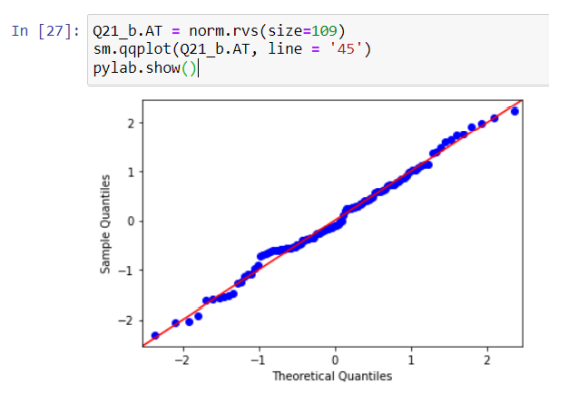 In [27]: Q21_b.AT = norm.rvs(size=109)
sm.qqplot(Q21_b.AT, line = '45')
pylab.show()
2
1
0
−1
−2
Sample Quantiles
−2 −1 0 1 2
Theoretical Quantiles